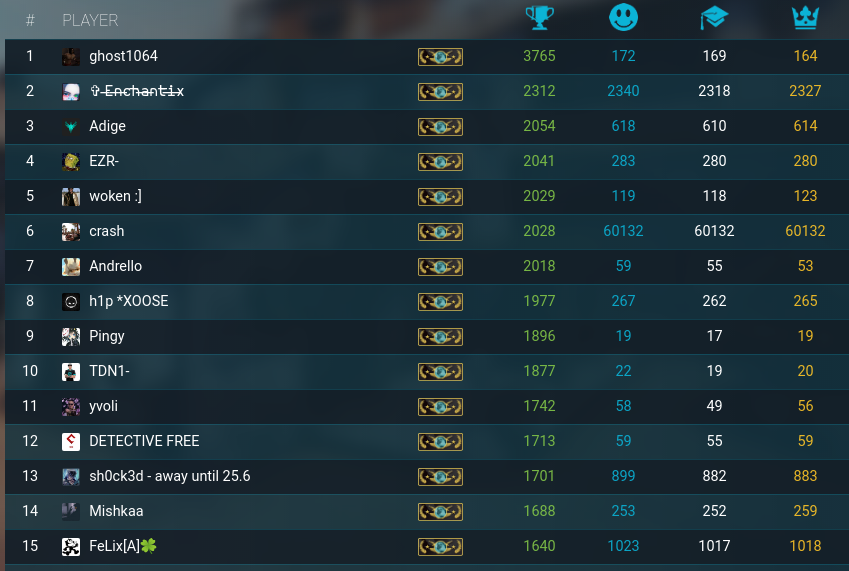 # PLAYER
1 ghost1064 3765 172 169 164
2 ✞ E̶n̶c̶h̶a̶n̶t̶i̶x 2312 2340 2318 2327
3 Adige 2054 618 610 614
4 EZR- 2041 283 280 280
5 woken :] 2029 119 118 123
6 crash 2028 60132 60132 60132
7 Andrello 2018 59 55 53
8 h1p *XOOSE 1977 267 262 265
9 Pingy 1896 19 17 19
10 TDN1- 1877 22 19 20
11 yvoli 1742 58 49 56
12 DETECTIVE FREE 1713 59 55 59
13 sh0ck3d - away until 25.6 1701 899 882 883
14 Mishkaa 1688 253 252 259
15 FeLix[A]🍀 1640 1023 1017 1018